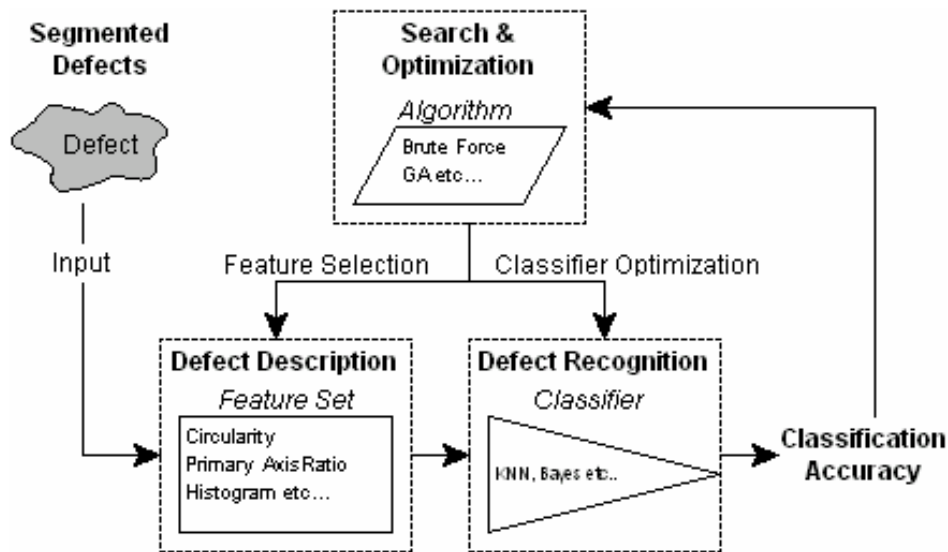 Segmented
Defects
Defect
Input
Search &
Optimization
Algorithm
Brute Force
GA etc...
Feature Selection
Classifier Optimization
Defect Description
Feature Set
Circularity
Primary Axis Ratio
Histogram etc...
Defect Recognition
Classifier
KNN, Bayes etc..
Classification
Accuracy